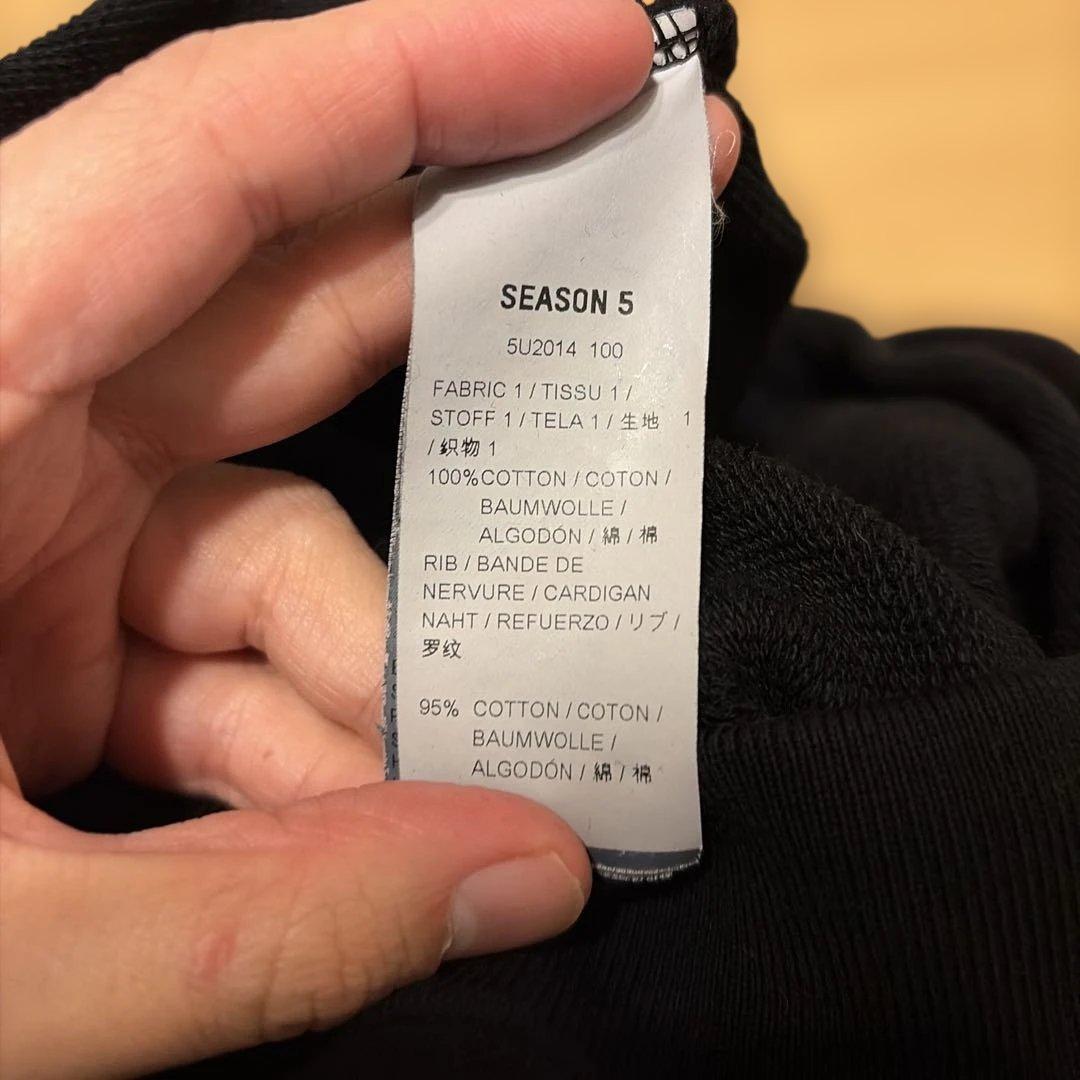 SEASON 5
5U2014 100
FABRIC 1 / TISSU 1 /
STOFF 1 / TELA 1 / 生地 1
/ 织物 1
100%COTTON / COTON /
BAUMWOLLE /
ALGODÓN / 綿 / 棉
RIB / BANDE DE
NERVURE / CARDIGAN
NAHT / REFUERZO / リブ /
罗纹
95% COTTON / COTON /
BAUMWOLLE /
ALGODÓN / 綿 / 棉